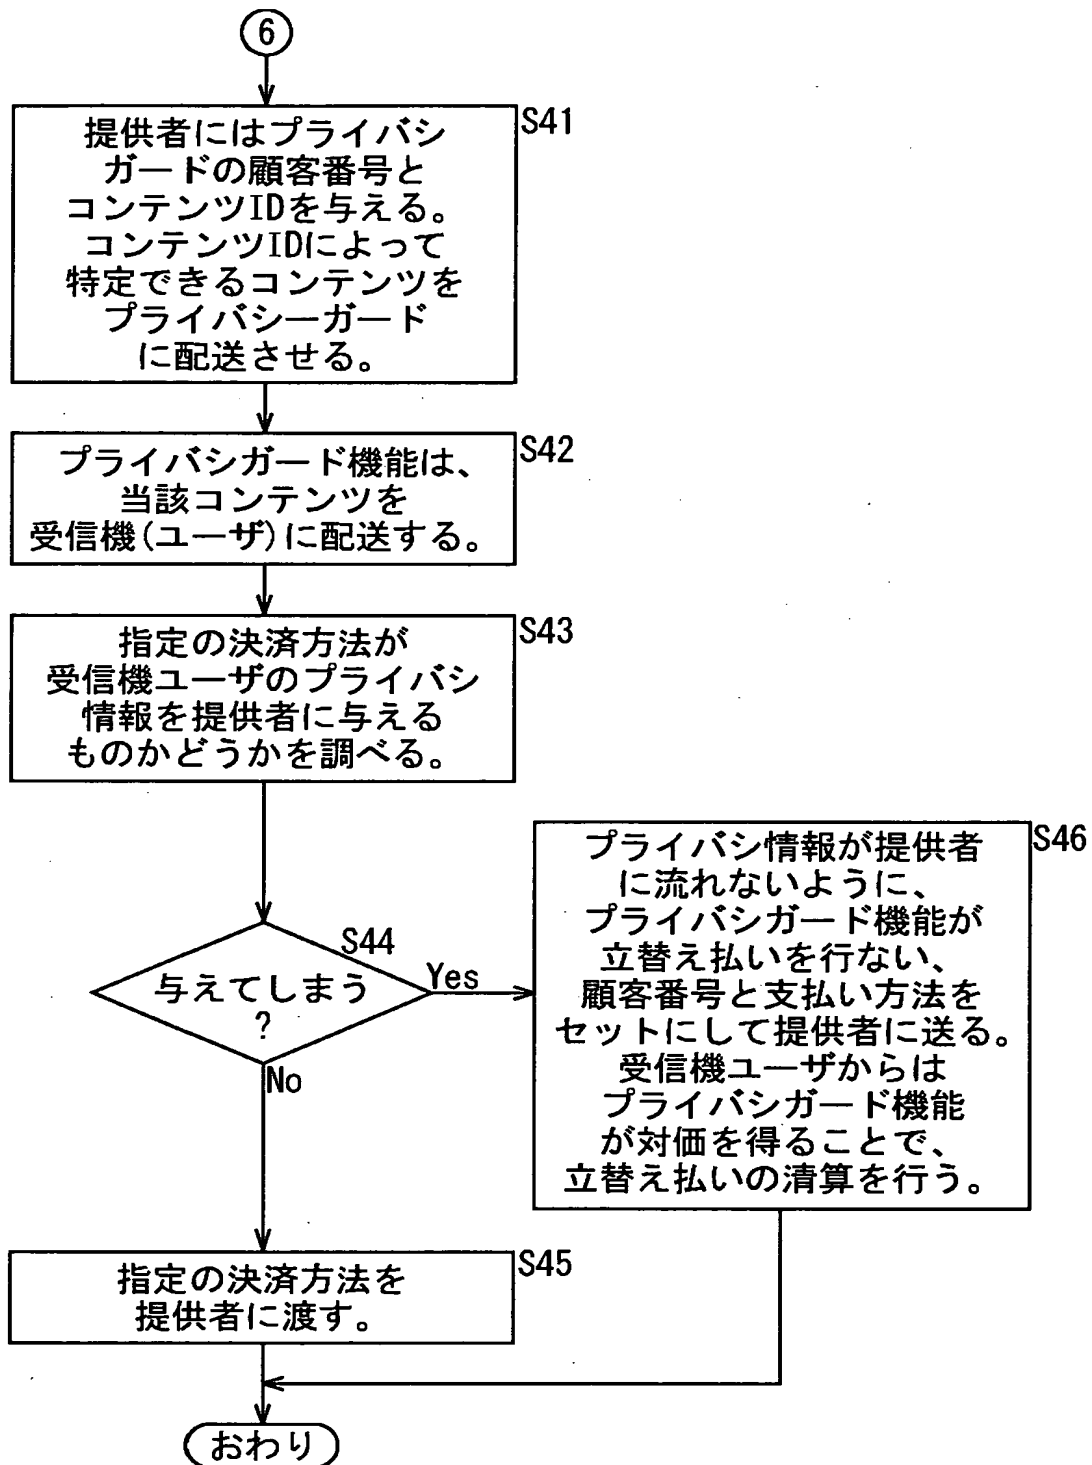 6
S41
提供者にはプライバシ
ガードの顧客番号と
コンテンツIDを与える。
コンテンツIDによって
特定できるコンテンツを
プライバシーガード
に配送させる。
S42
プライバシガード機能は、
当該コンテンツを
受信機(ユーザ)に配送する。
S43
指定の決済方法が
受信機ユーザのプライバシ
情報を提供者に与える
ものかどうかを調べる。
S44
与えてしまう
?
Yes
No
S46
プライバシ情報が提供者
に流れないように、
プライバシガード機能が
立替え払いを行ない、
顧客番号と支払い方法を
セットにして提供者に送る。
受信機ユーザからは
プライバシガード機能
が対価を得ることで、
立替え払いの清算を行う。
S45
指定の決済方法を
提供者に渡す。
おわり